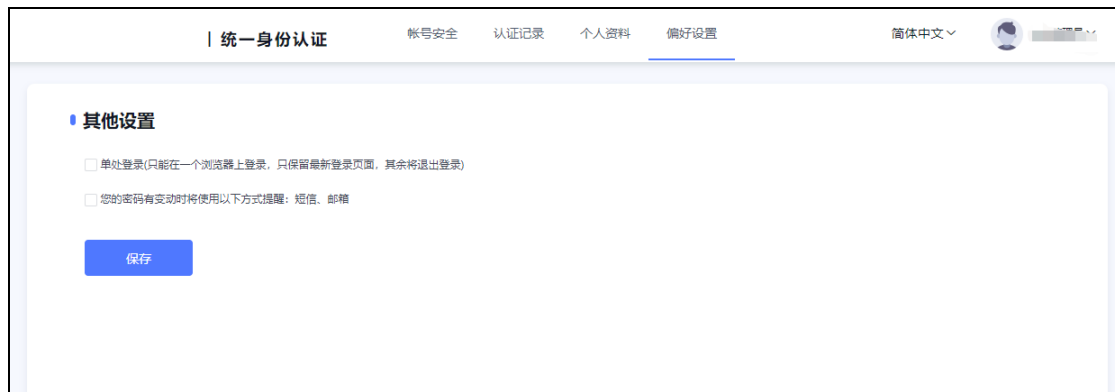 | 统一身份认证 帐号安全 认证记录 个人资料 偏好设置 简体中文
其他设置
单处登录(只能在一个浏览器上登录，只保留最新登录页面，其余将退出登录)
您的密码有变动时将使用以下方式提醒：短信、邮箱
保存